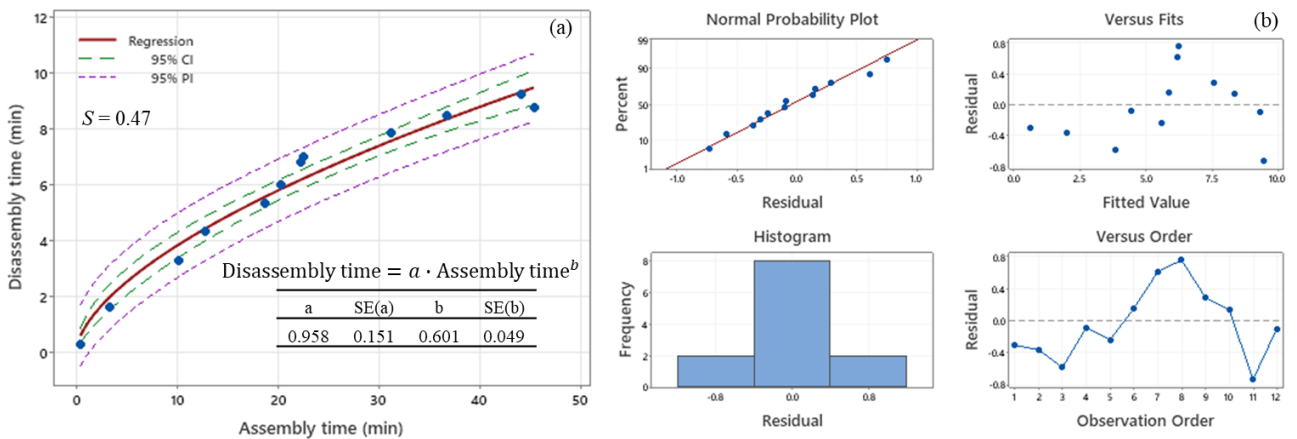 (a)
Disassembly time (min)
12
10
8
6
4
2
0
Regression
95% CI
95% PI
S = 0.47
Disassembly time = a · Assembly time^b
a SE(a) b SE(b)
0.958 0.151 0.601 0.049
0 10 20 30 40 50
Assembly time (min)
(b)
Normal Probability Plot
Percent
99
90
50
10
1
-1.0 -0.5 0.0 0.5 1.0
Residual
Versus Fits
Residual
0.8
0.4
0.0
-0.4
-0.8
0.0 2.5 5.0 7.5 10.0
Fitted Value
Histogram
Frequency
8
6
4
2
0
-0.8 0.0 0.8
Residual
Versus Order
Residual
0.8
0.4
0.0
-0.4
-0.8
1 2 3 4 5 6 7 8 9 10 11 12
Observation Order